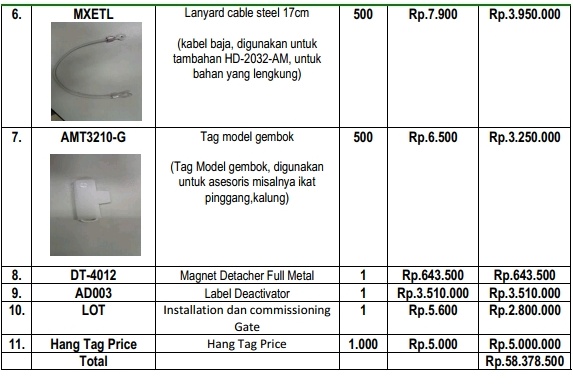 6. MXETL Lanyard cable steel 17cm 500 Rp.7.900 Rp.3.950.000
(kabel baja, digunakan untuk
tambahan HD-2032-AM, untuk
bahan yang lengkung)
7. AMT3210-G Tag model gembok 500 Rp.6.500 Rp.3.250.000
(Tag Model gembok, digunakan
untuk asesoris misalnya ikat
pinggang,kalung)
8. DT-4012 Magnet Detacher Full Metal 1 Rp.643.500 Rp.643.500
9. AD003 Label Deactivator 1 Rp.3.510.000 Rp.3.510.000
10. LOT Installation dan commissioning 1 Rp.5.600 Rp.2.800.000
Gate
11. Hang Tag Price Hang Tag Price 1.000 Rp.5.000 Rp.5.000.000
Total Rp.58.378.500